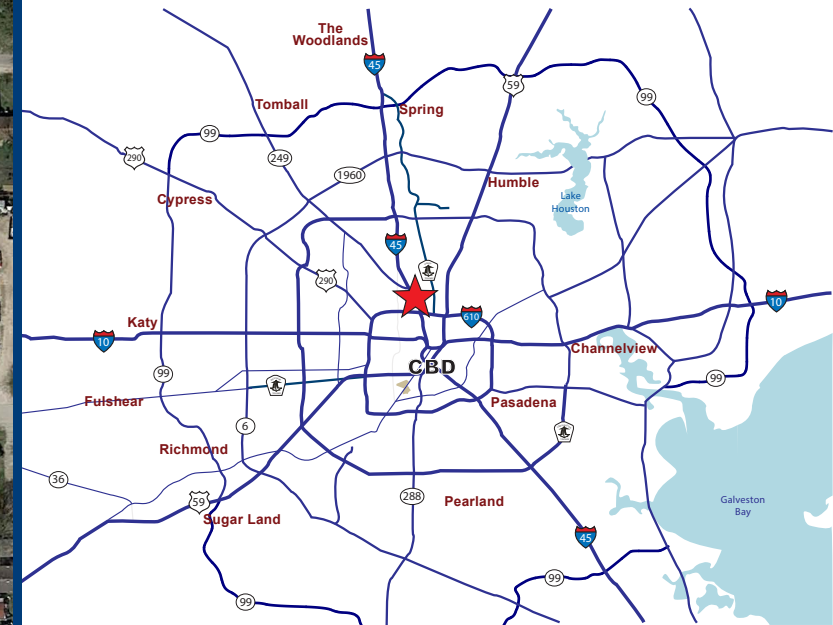 The
Woodlands
45
59
99
Tomball
Spring
99
290
249
1960
Humble
Cypress
Lake
Houston
45
290
10
610
Katy
10
Channelview
CBD
99
99
Fulshear
Pasadena
6
Richmond
36
59
288
Pearland
Galveston
Bay
Sugar Land
45
99
99